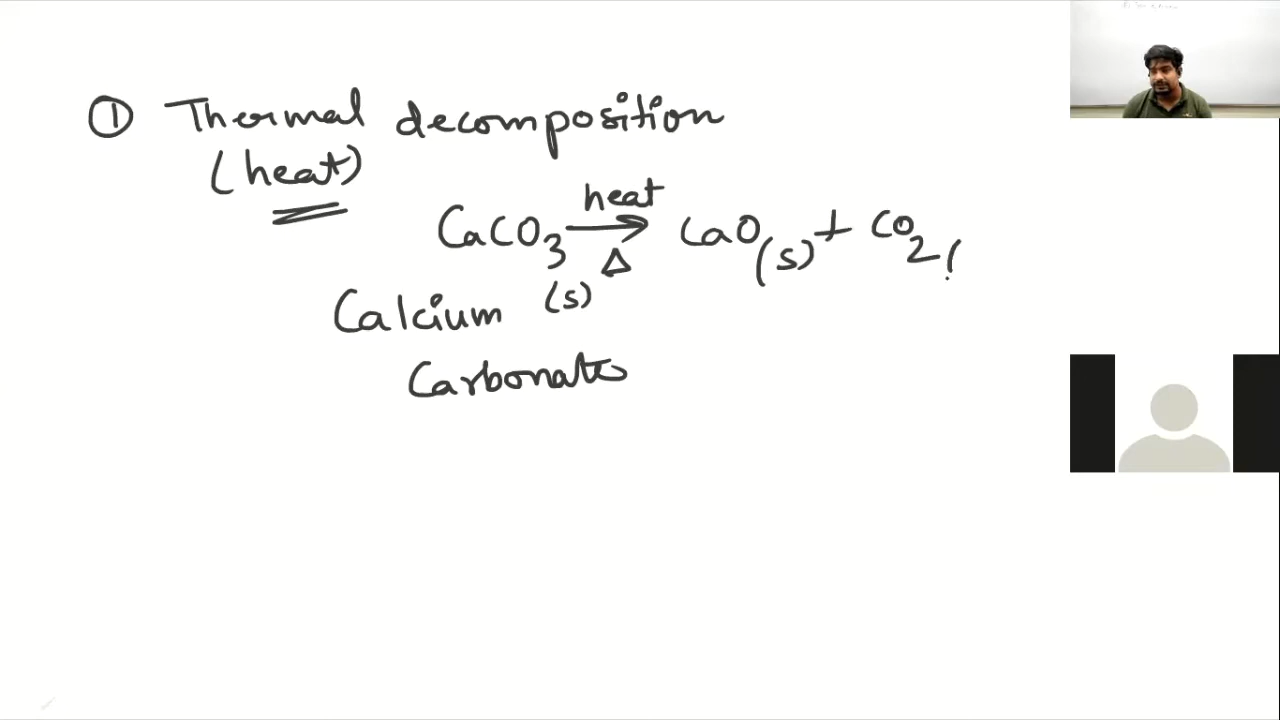 ① Thermal decomposition
(heat)
heat
CaCO3 → CaO(s) + CO2(
Δ
(s)
Calcium
Carbonate